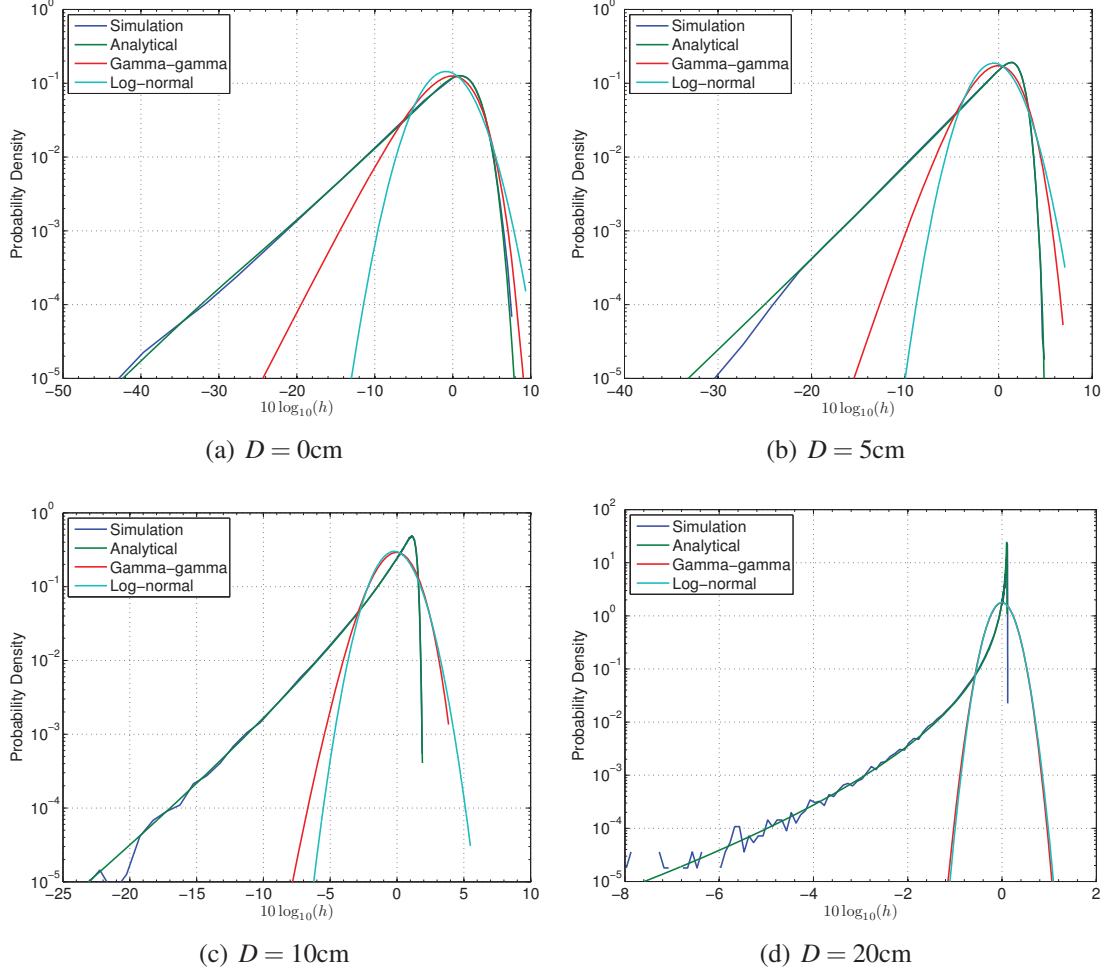 Simulation
Analytical
Gamma−gamma
Log−normal
Probability Density
10^0
10^−1
10^−2
10^−3
10^−4
10^−5
−50 −40 −30 −20 −10 0 10
10 log10(h)
(a) D = 0cm
Simulation
Analytical
Gamma−gamma
Log−normal
Probability Density
10^0
10^−1
10^−2
10^−3
10^−4
10^−5
−40 −30 −20 −10 0 10
10 log10(h)
(b) D = 5cm
Simulation
Analytical
Gamma−gamma
Log−normal
Probability Density
10^0
10^−1
10^−2
10^−3
10^−4
10^−5
−25 −20 −15 −10 −5 0 5 10
10 log10(h)
(c) D = 10cm
Simulation
Analytical
Gamma−gamma
Log−normal
Probability Density
10^2
10^1
10^0
10^−1
10^−2
10^−3
10^−4
10^−5
−8 −6 −4 −2 0 2
10 log10(h)
(d) D = 20cm